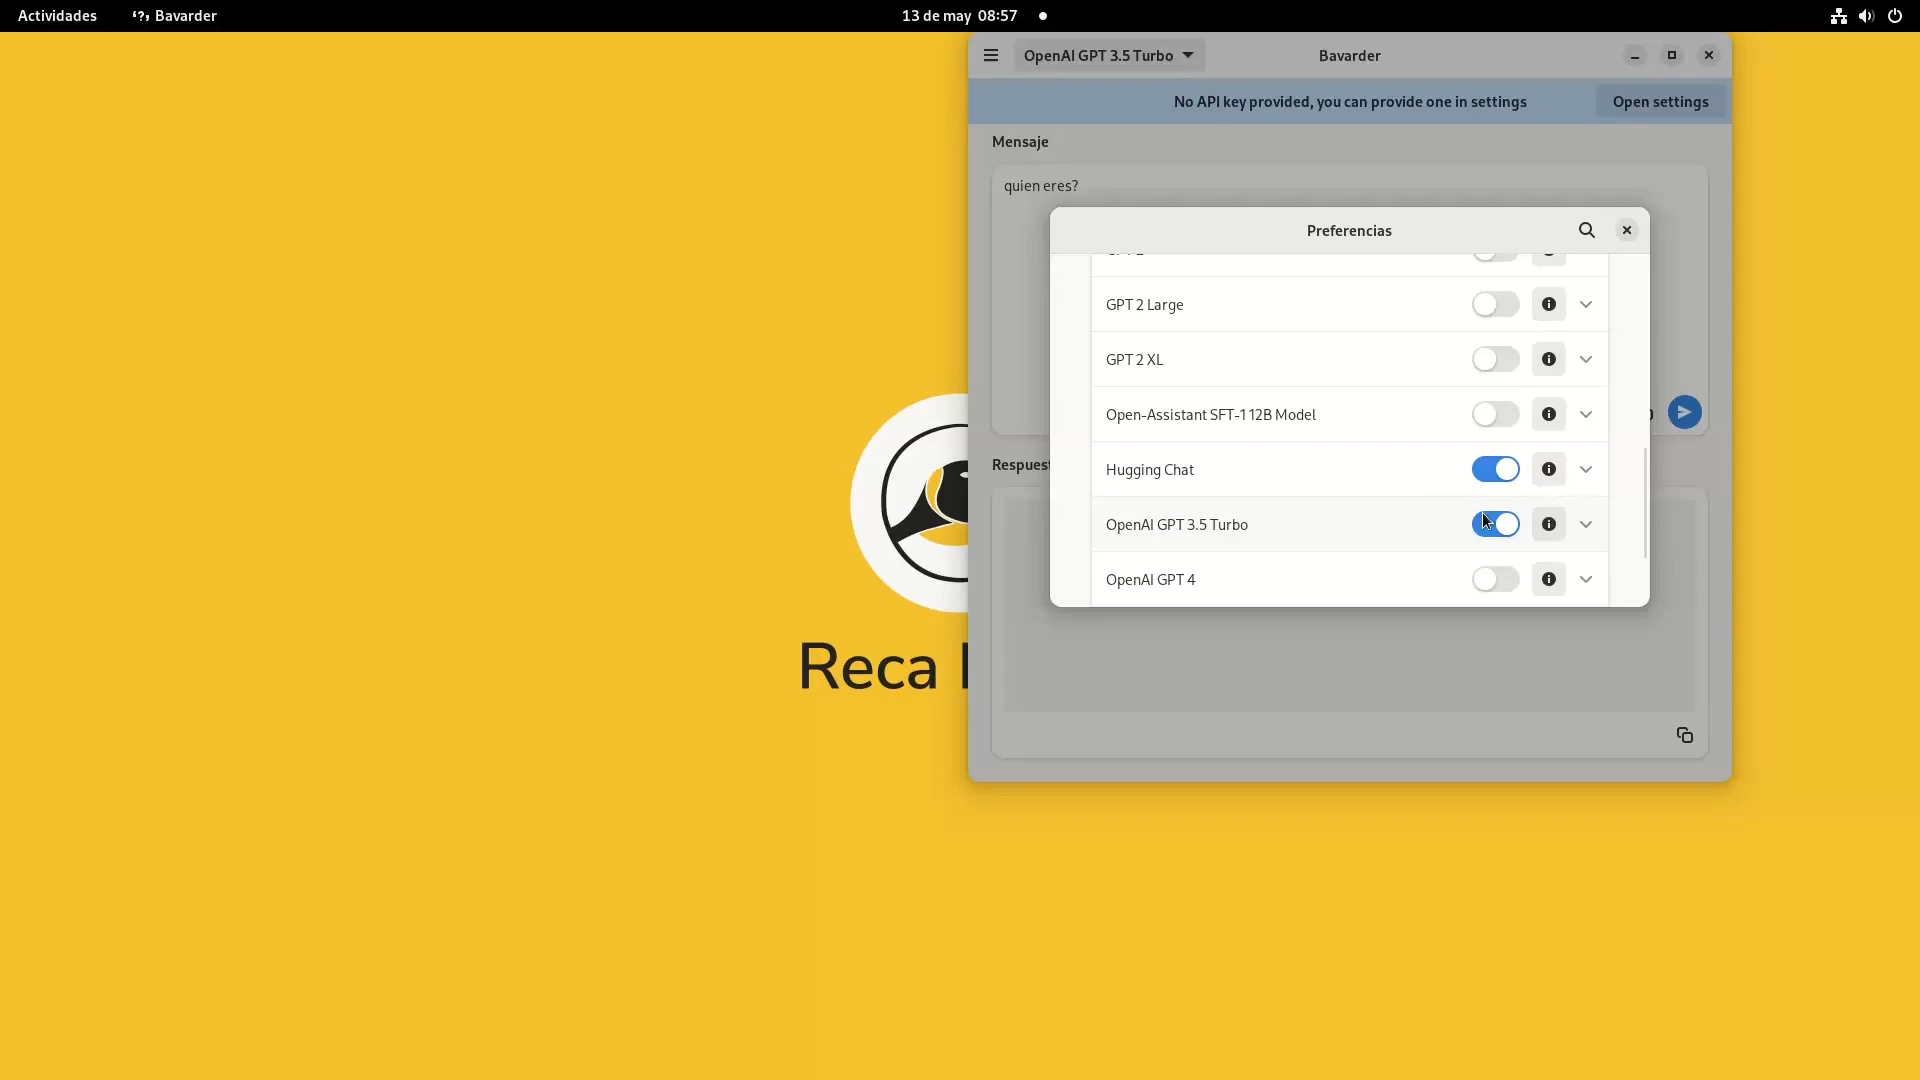 Actividades
Bavarder
13 de may 08:57
OpenAI GPT 3.5 Turbo
Bavarder
No API key provided, you can provide one in settings
Open settings
Mensaje
quien eres?
Preferencias
GPT 2 Large
GPT 2 XL
Open-Assistant SFT-1 12B Model
Hugging Chat
OpenAI GPT 3.5 Turbo
OpenAI GPT 4
Respuest
Reca